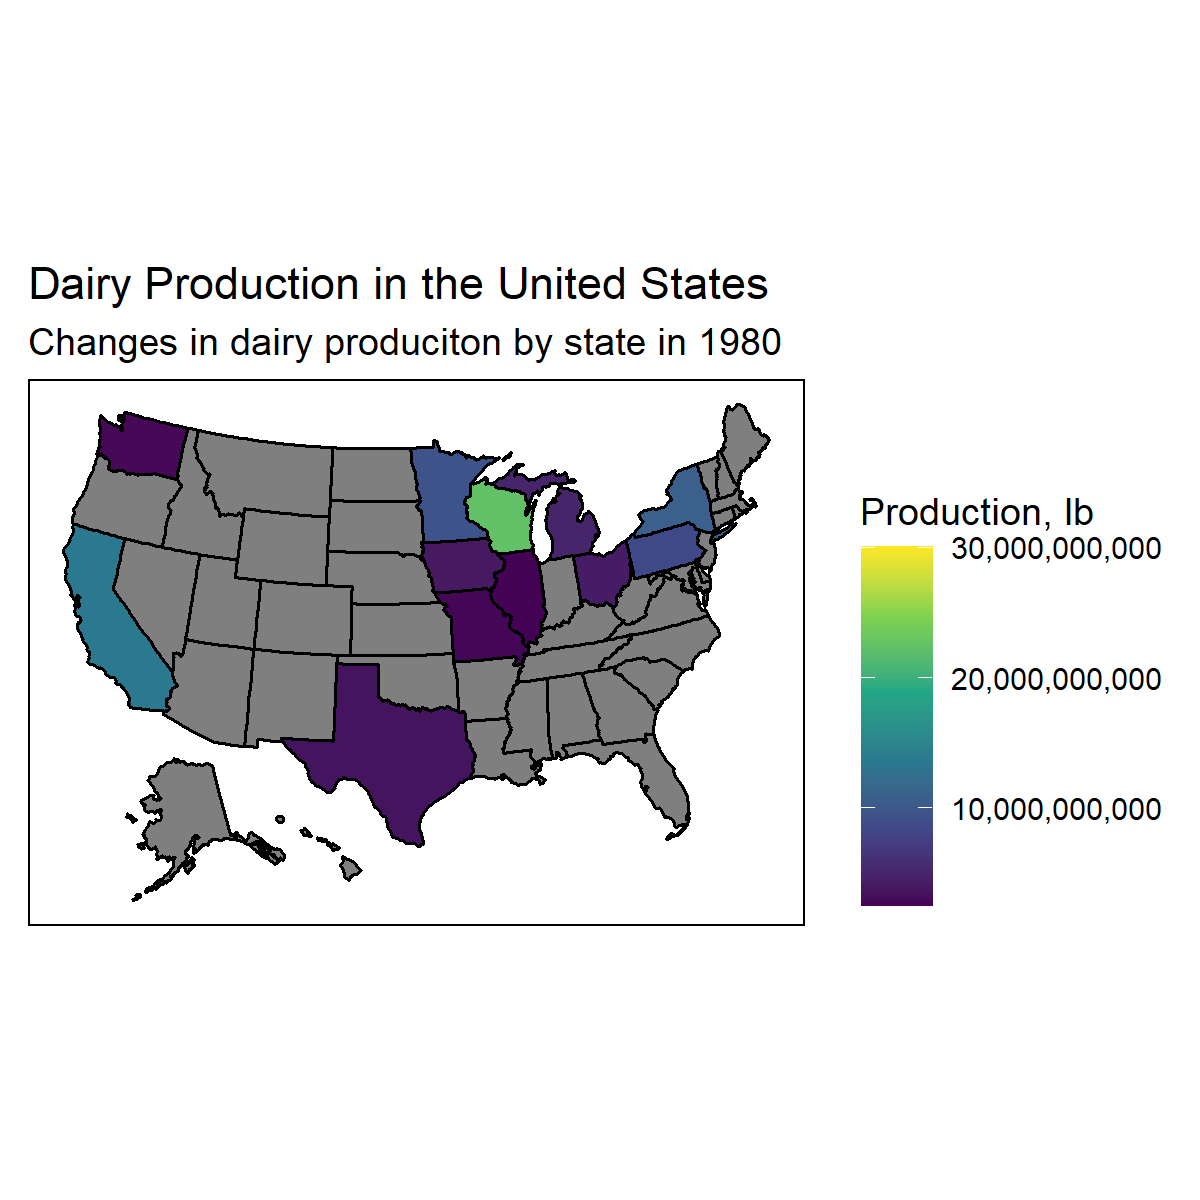 Dairy Production in the United States
Changes in dairy produciton by state in 1980
Production, lb
30,000,000,000
20,000,000,000
10,000,000,000